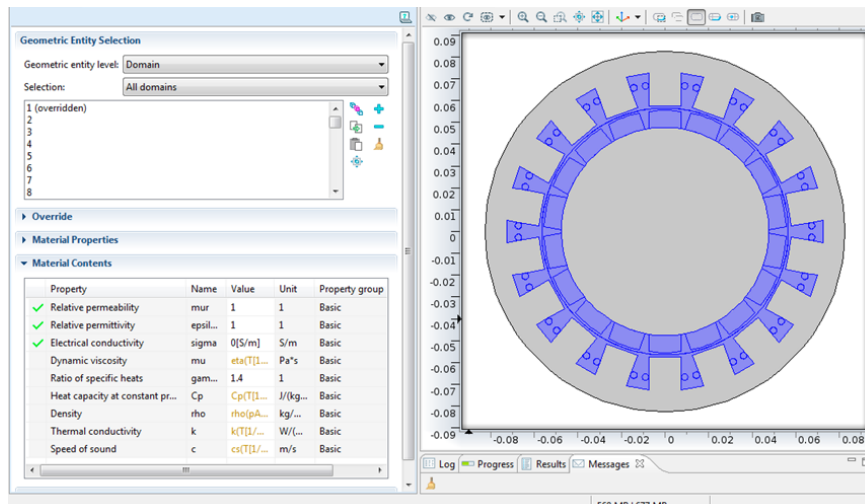 Geometric Entity Selection
Geometric entity level: Domain
Selection: All domains
1 (overridden)
2
3
4
5
6
7
8
Override
Material Properties
Material Contents
Property Name Value Unit Property group
Relative permeability mur 1 1 Basic
Relative permittivity epsil... 1 1 Basic
Electrical conductivity sigma 0[S/m] S/m Basic
Dynamic viscosity mu eta(T[1... Pa*s Basic
Ratio of specific heats gam... 1.4 1 Basic
Heat capacity at constant pr... Cp Cp(T[1... J/(kg... Basic
Density rho rho(pA... kg/... Basic
Thermal conductivity k k(T[1/... W/(... Basic
Speed of sound c cs(T[1/... m/s Basic
0.09
0.08
0.07
0.06
0.05
0.04
0.03
0.02
0.01
0
-0.01
-0.02
-0.03
-0.04
-0.05
-0.06
-0.07
-0.08
-0.09
-0.08 -0.06 -0.04 -0.02 0 0.02 0.04 0.06 0.08
Log Progress Results Messages